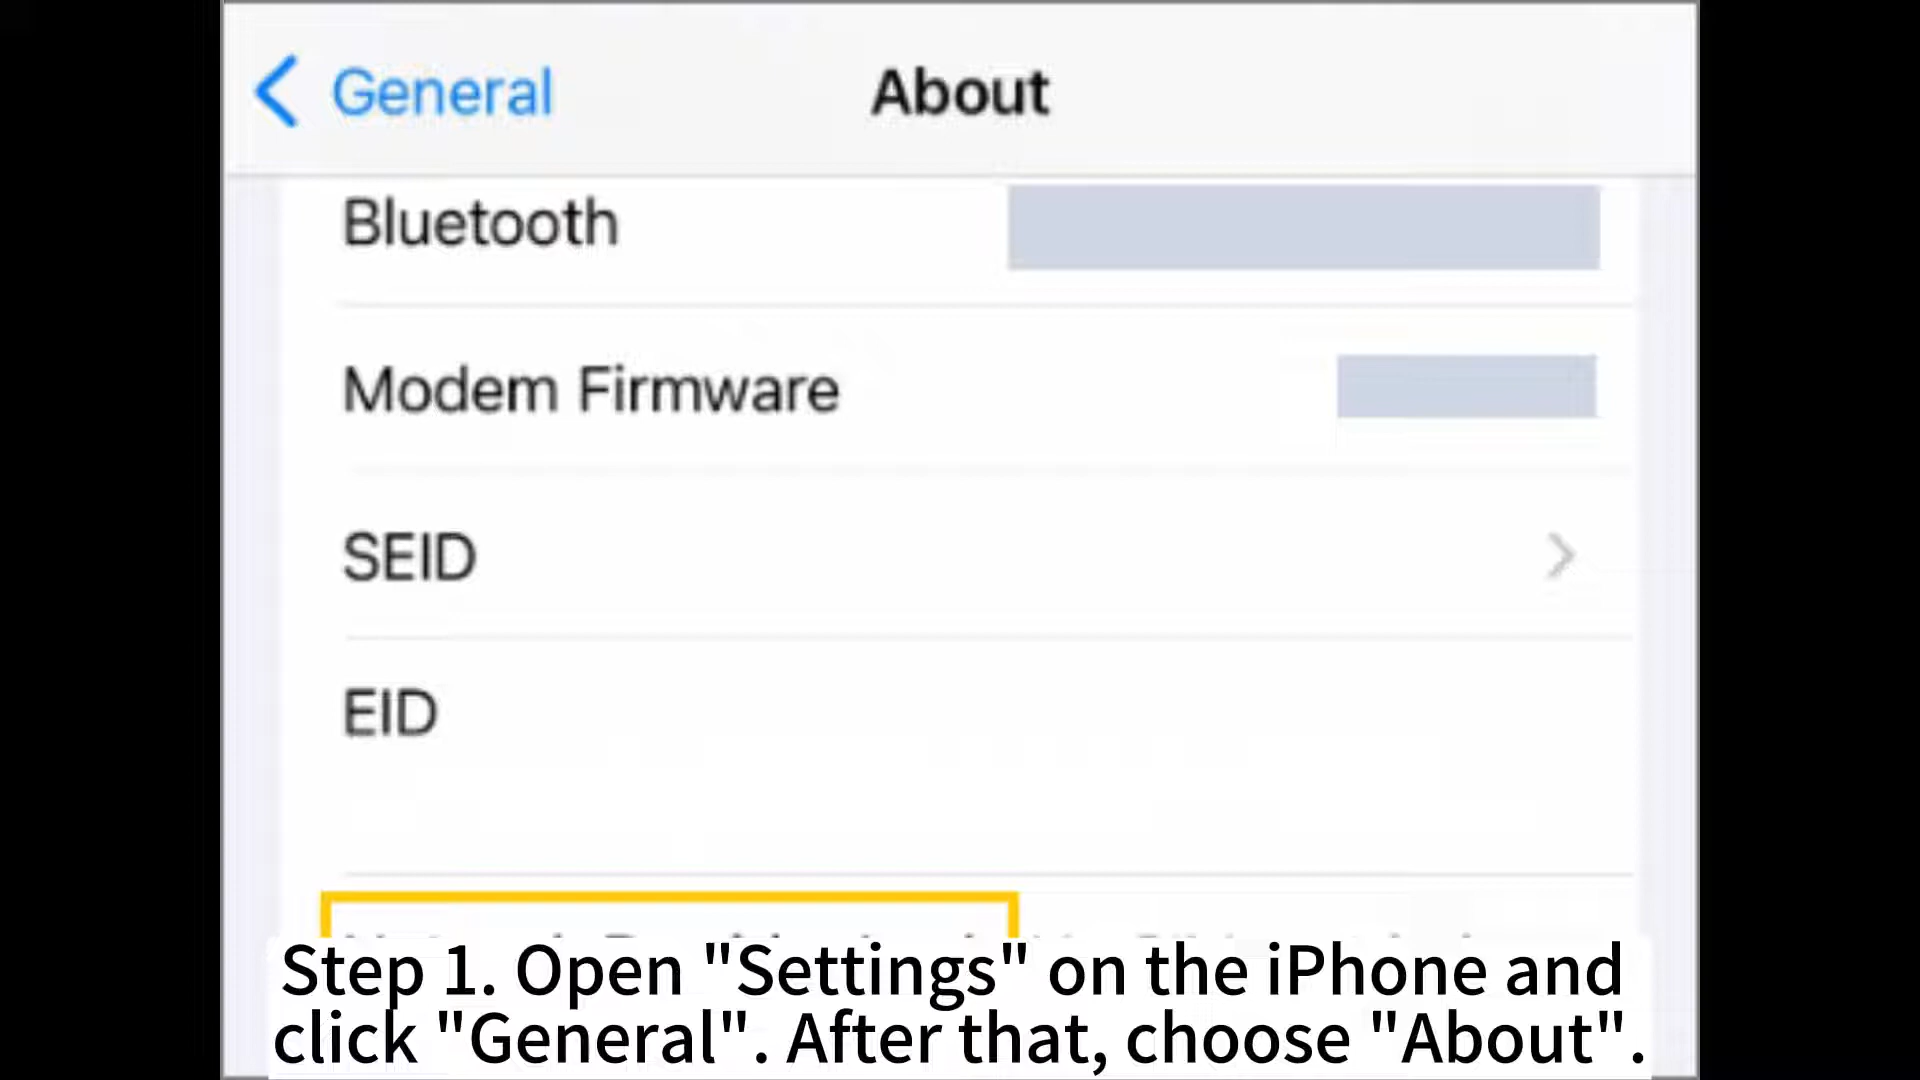 General
About
Bluetooth
Modem Firmware
SEID
EID
Step 1. Open "Settings" on the iPhone and
click "General". After that, choose "About".